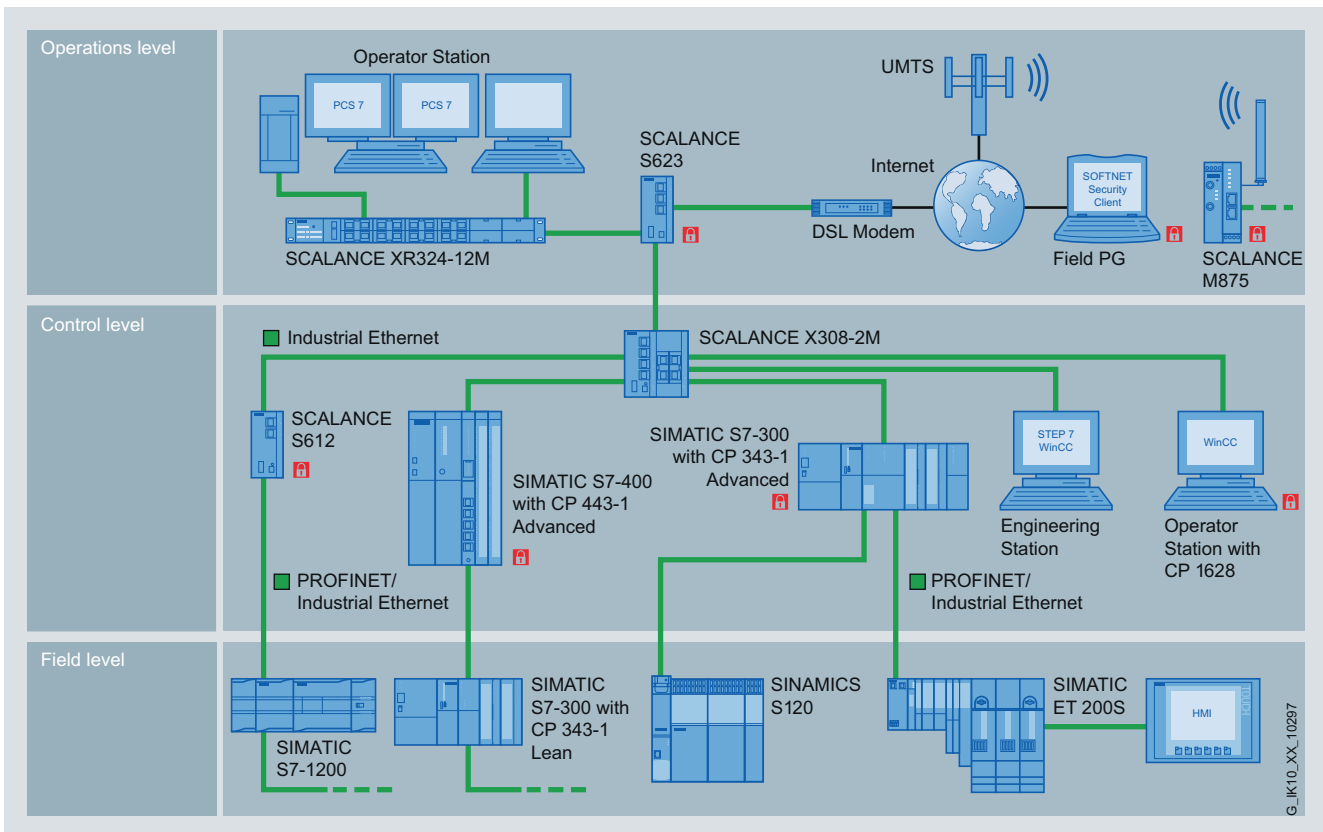 Operations level
Operator Station
PCS 7
PCS 7
SCALANCE
S623
UMTS
Internet
SOFTNET
Security
Client
DSL Modem
Field PG
SCALANCE
M875
SCALANCE XR324-12M
Control level
Industrial Ethernet
SCALANCE X308-2M
SCALANCE
S612
SIMATIC S7-400
with CP 443-1
Advanced
SIMATIC S7-300
with CP 343-1
Advanced
STEP 7
WinCC
Engineering
Station
WinCC
Operator
Station with
CP 1628
PROFINET/
Industrial Ethernet
PROFINET/
Industrial Ethernet
Field level
SIMATIC
S7-1200
SIMATIC
S7-300 with
CP 343-1
Lean
SINAMICS
S120
SIMATIC
ET 200S
HMI
G_IK10_XX_10297